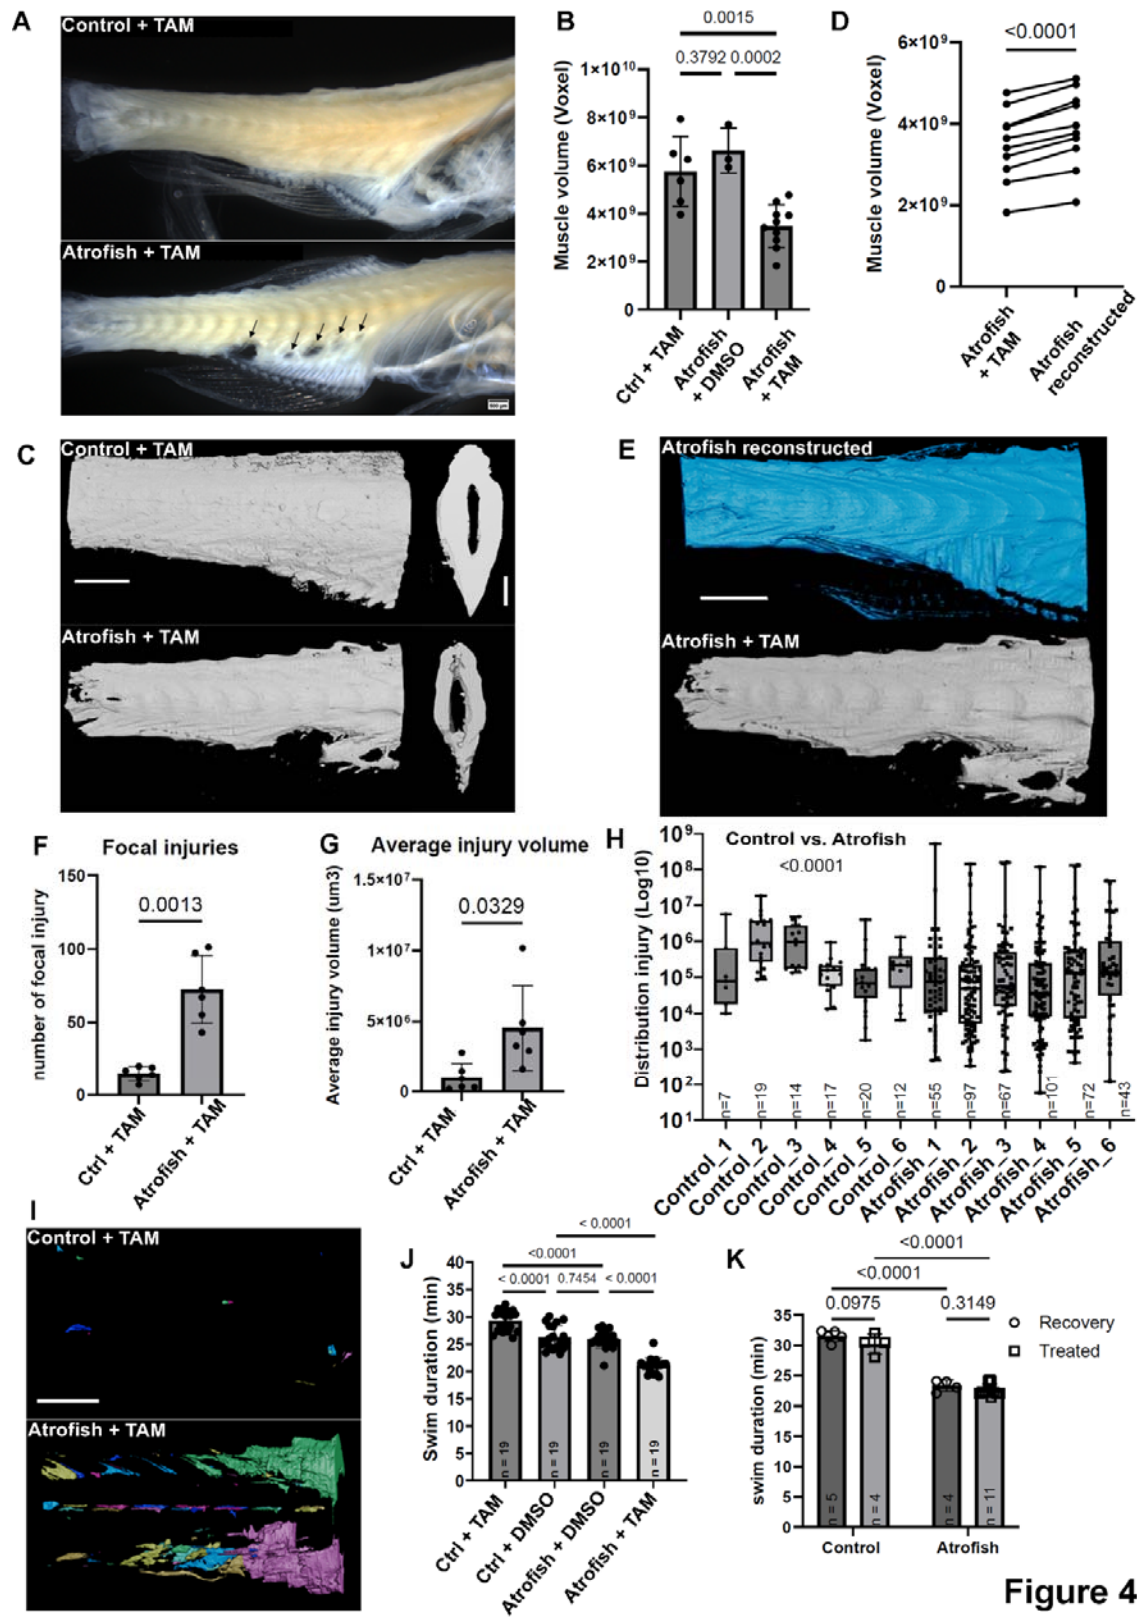 A
Control + TAM
Atrofish + TAM
B
0.0015
0.3792 0.0002
1×10¹⁰
8×10⁹
6×10⁹
4×10⁹
2×10⁹
0
Muscle volume (Voxel)
Ctrl + TAM
Atrofish
+ DMSO
Atrofish
+ TAM
D
<0.0001
6×10⁹
4×10⁹
2×10⁹
0
Muscle volume (Voxel)
Atrofish
+ TAM
Atrofish
reconstructed
C
Control + TAM
Atrofish + TAM
E
Atrofish reconstructed
Atrofish + TAM
F
Focal injuries
0.0013
150
100
50
0
number of focal injury
Ctrl + TAM
Atrofish + TAM
G
Average injury volume
0.0329
1.5×10⁷
1×10⁷
5×10⁶
0
Average injury volume (um3)
Ctrl + TAM
Atrofish + TAM
H
Control vs. Atrofish
<0.0001
10⁹
10⁸
10⁷
10⁶
10⁵
10⁴
10³
10²
10¹
Distribution injury (Log10)
n=7
n=19
n=14
n=17
n=20
n=12
n=55
n=97
n=67
n=101
n=72
n=43
Control_1
Control_2
Control_3
Control_4
Control_5
Control_6
Atrofish_1
Atrofish_2
Atrofish_3
Atrofish_4
Atrofish_5
Atrofish_6
I
Control + TAM
Atrofish + TAM
J
< 0.0001
<0.0001
< 0.0001 0.7454 < 0.0001
40
35
30
25
20
15
10
5
0
Swim duration (min)
n = 19
n = 19
n = 19
n = 19
Ctrl + TAM
Ctrl + DMSO
Atrofish + DMSO
Atrofish + TAM
K
<0.0001
<0.0001
0.0975 0.3149
Recovery
Treated
35
30
25
20
15
10
5
0
swim duration (min)
n = 5
n = 4
n = 4
n = 11
Control
Atrofish
Figure 4